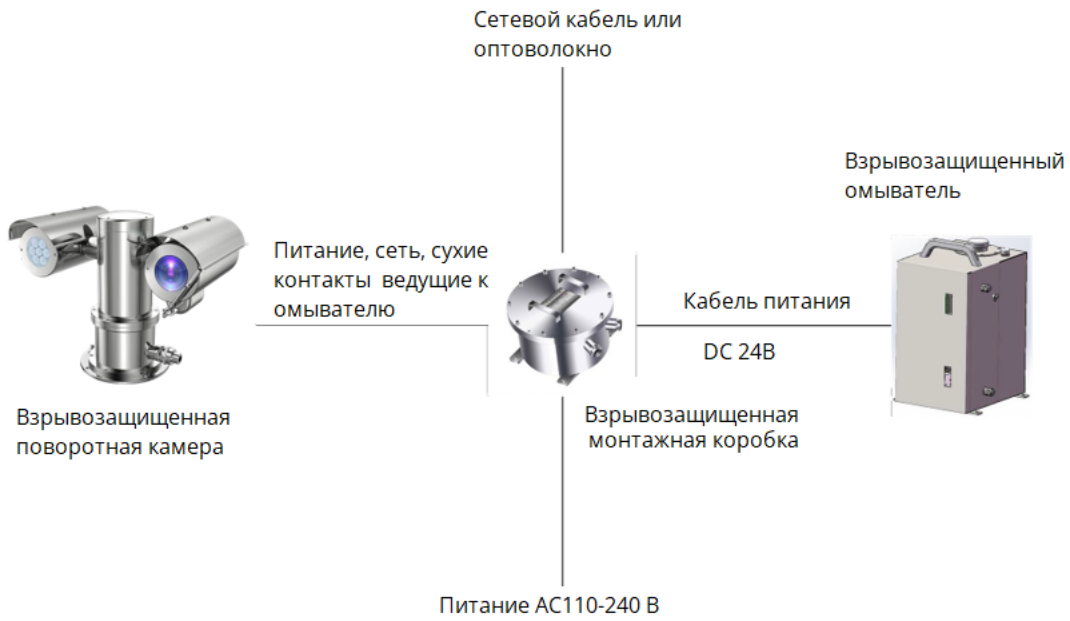 Сетевой кабель или
оптоволокно
Взрывозащищенный
омыватель
Питание, сеть, сухие
контакты ведущие к
омывателю
Кабель питания
DC 24В
Взрывозащищенная
поворотная камера
Взрывозащищенная
монтажная коробка
Питание AC110-240 В